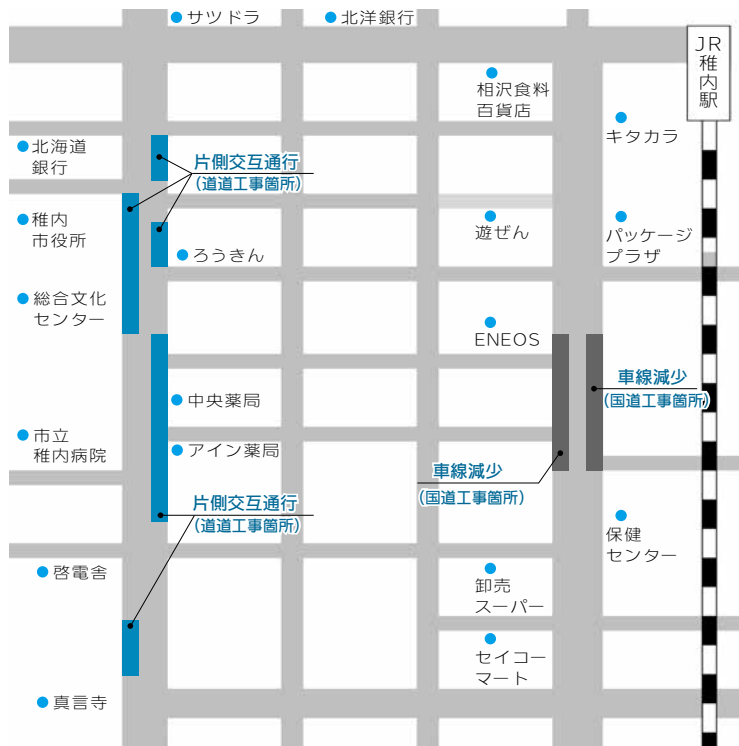 サツドラ
北洋銀行
JR
稚内駅
相沢食料
百貨店
キタカラ
北海道
銀行
片側交互通行
(道道工事箇所)
稚内
市役所
遊ぜん
パッケージ
プラザ
ろうきん
総合文化
センター
ENEOS
車線減少
(国道工事箇所)
中央薬局
市立
稚内病院
アイン薬局
車線減少
(国道工事箇所)
片側交互通行
(道道工事箇所)
保健
センター
啓電舎
卸売
スーパー
セイコー
マート
真言寺